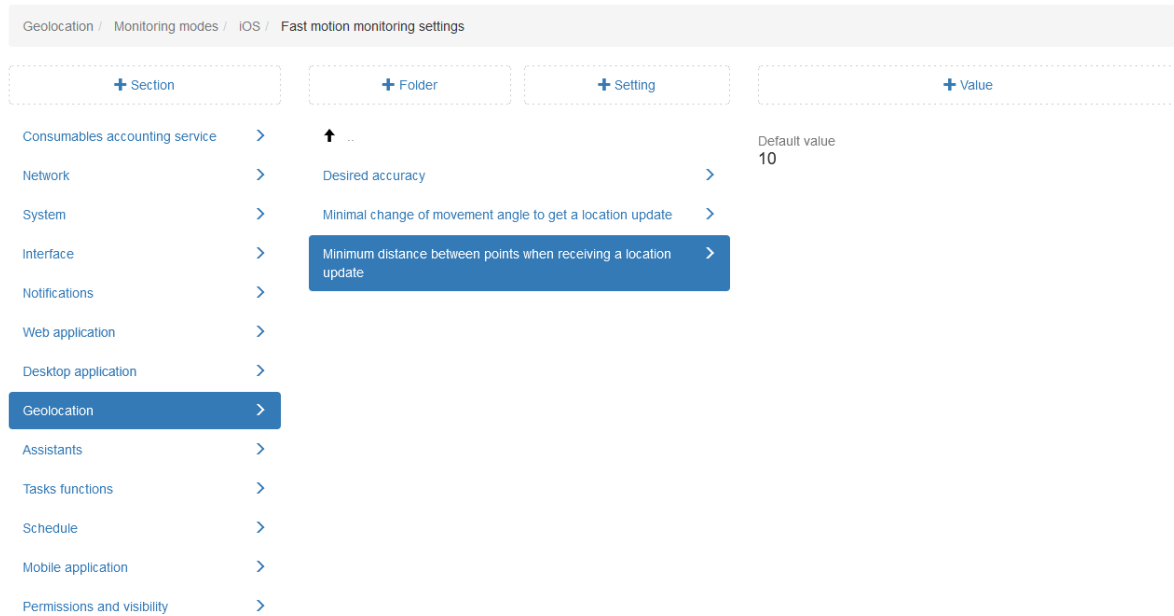 Geolocation / Monitoring modes / iOS / Fast motion monitoring settings
+ Section
+ Folder
+ Setting
+ Value
Consumables accounting service
Network
System
Interface
Notifications
Web application
Desktop application
Geolocation
Assistants
Tasks functions
Schedule
Mobile application
Permissions and visibility
..
Desired accuracy
Minimal change of movement angle to get a location update
Minimum distance between points when receiving a location
update
Default value
10